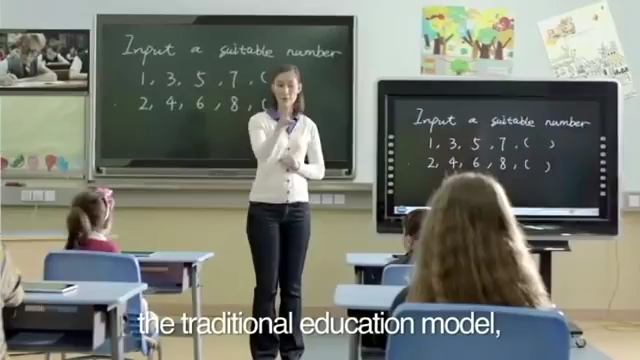 Input a suitable number
1, 3, 5, 7, (
2, 4, 6, 8, (
Input a suitable number
1, 3, 5, 7, ( )
2, 4, 6, 8, ( )
the traditional education model,